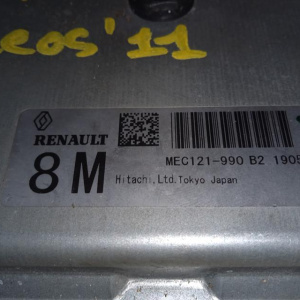 eos '11
RENAULT
8M
MEC121-990 B2 1905
Hitachi,Ltd.Tokyo Japan